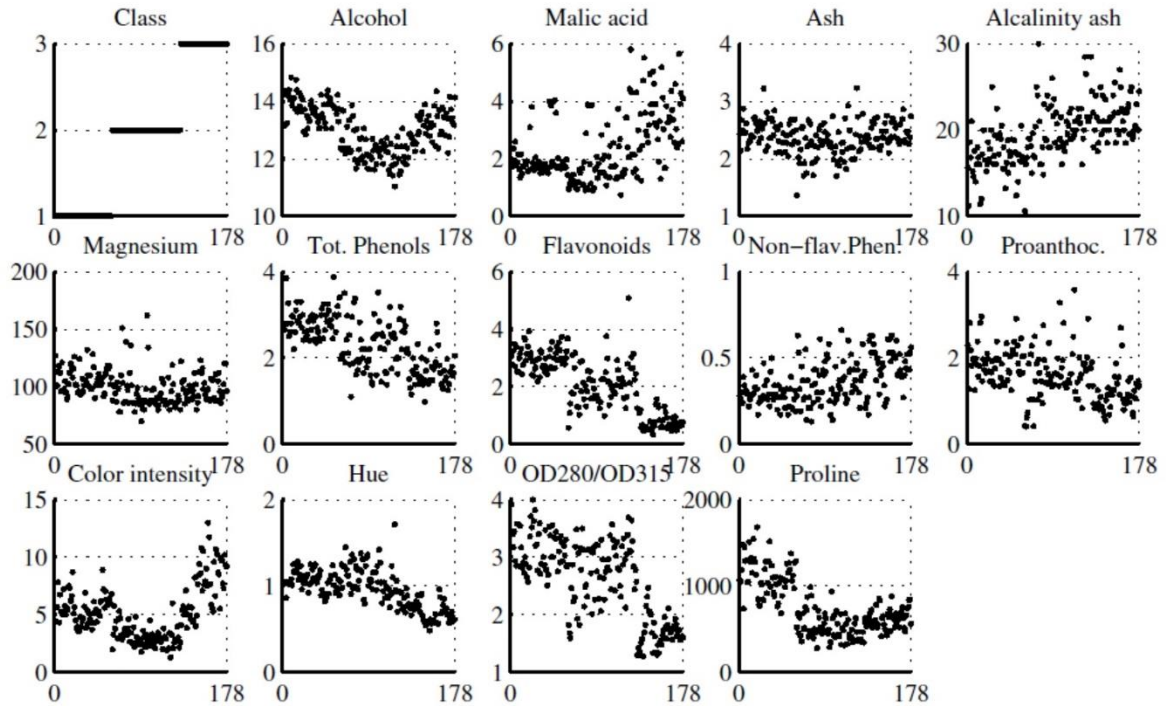 Class Alcohol Malic acid Ash Alcalinity ash
3 16 6 4 30
2 14 4 3 20
12 2 2
1 10 0 1 10
0 178 0 178 0 178 0 178 0 178
Magnesium Tot. Phenols Flavonoids Non−flav.Phen. Proanthoc.
200 4 6 1 4
150 4
100 2 2 0.5 2
50 0 0 0 0
0 178 0 178 0 178 0 178 0 178
Color intensity Hue OD280/OD315 Proline
15 2 4 2000
10 3
5 1 2 1000
0 0 1 0
0 178 0 178 0 178 0 178